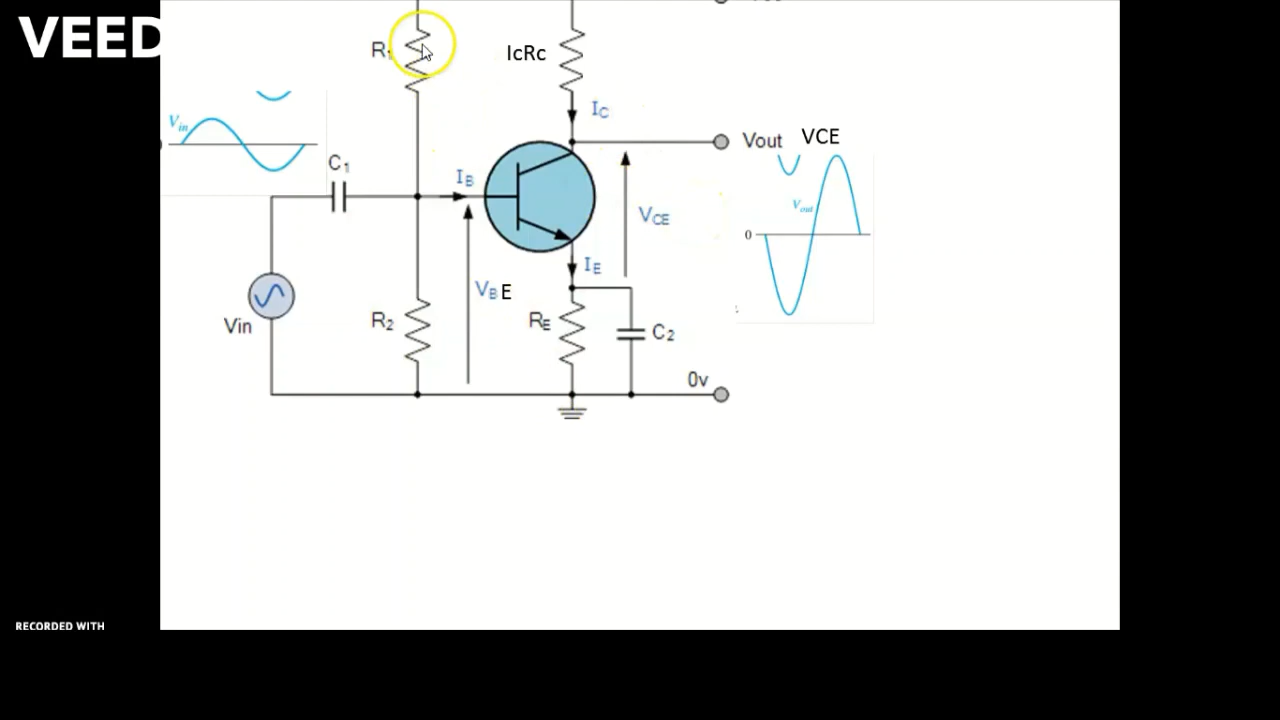 VEED
R1
IcRc
IC
Vout
VCE
Vin
C1
IB
VCE
Vout
0
IE
VB E
R2
RE
C2
Vin
0v
RECORDED WITH